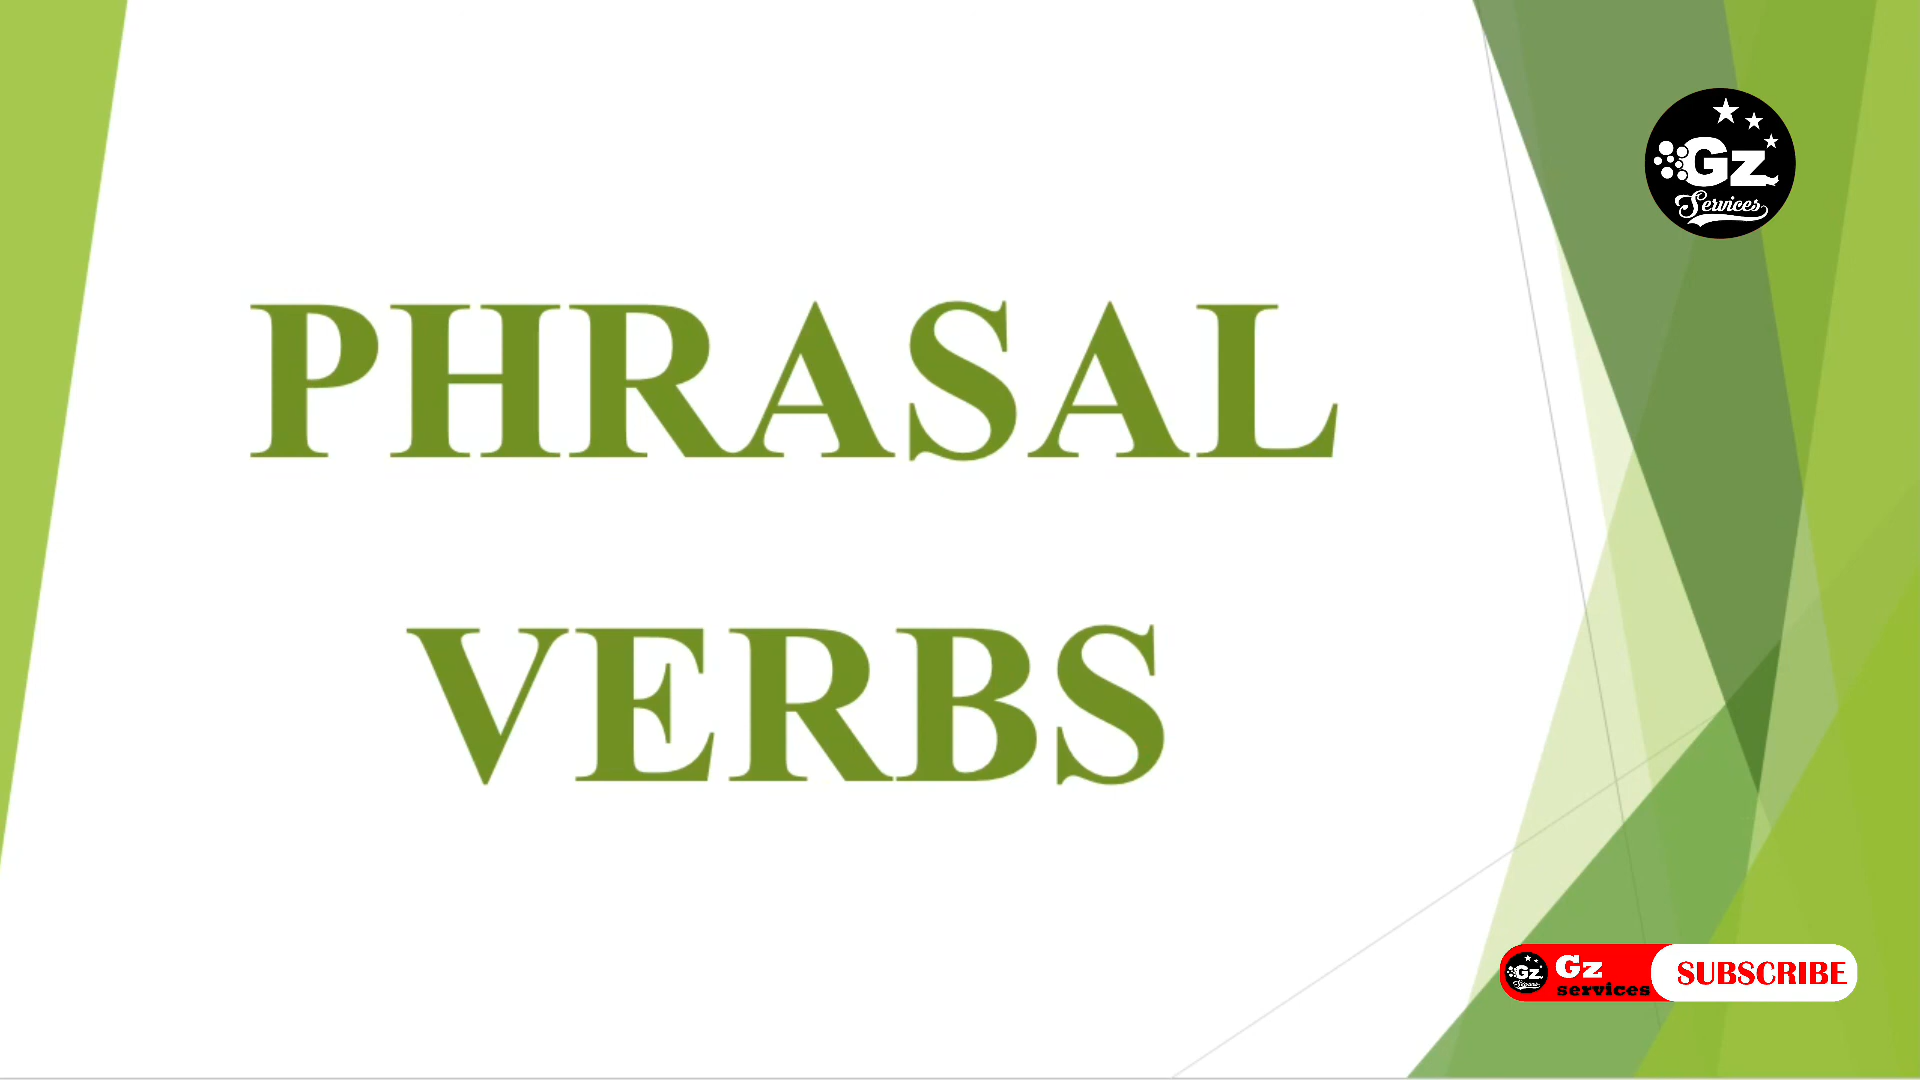 Gz
Services
PHRASAL
VERBS
Gz
services
SUBSCRIBE